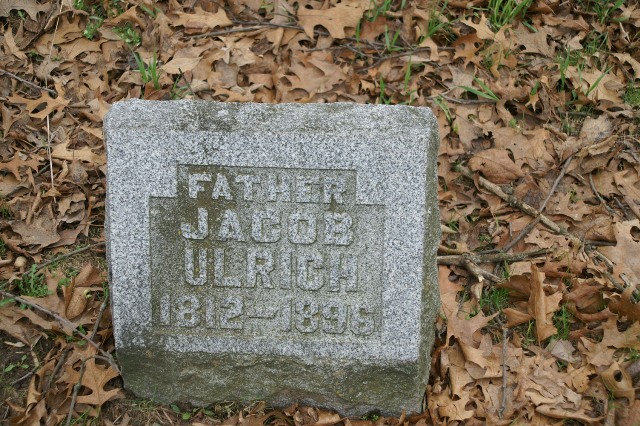 FATHER
JACOB
ULRICH
1812-1896